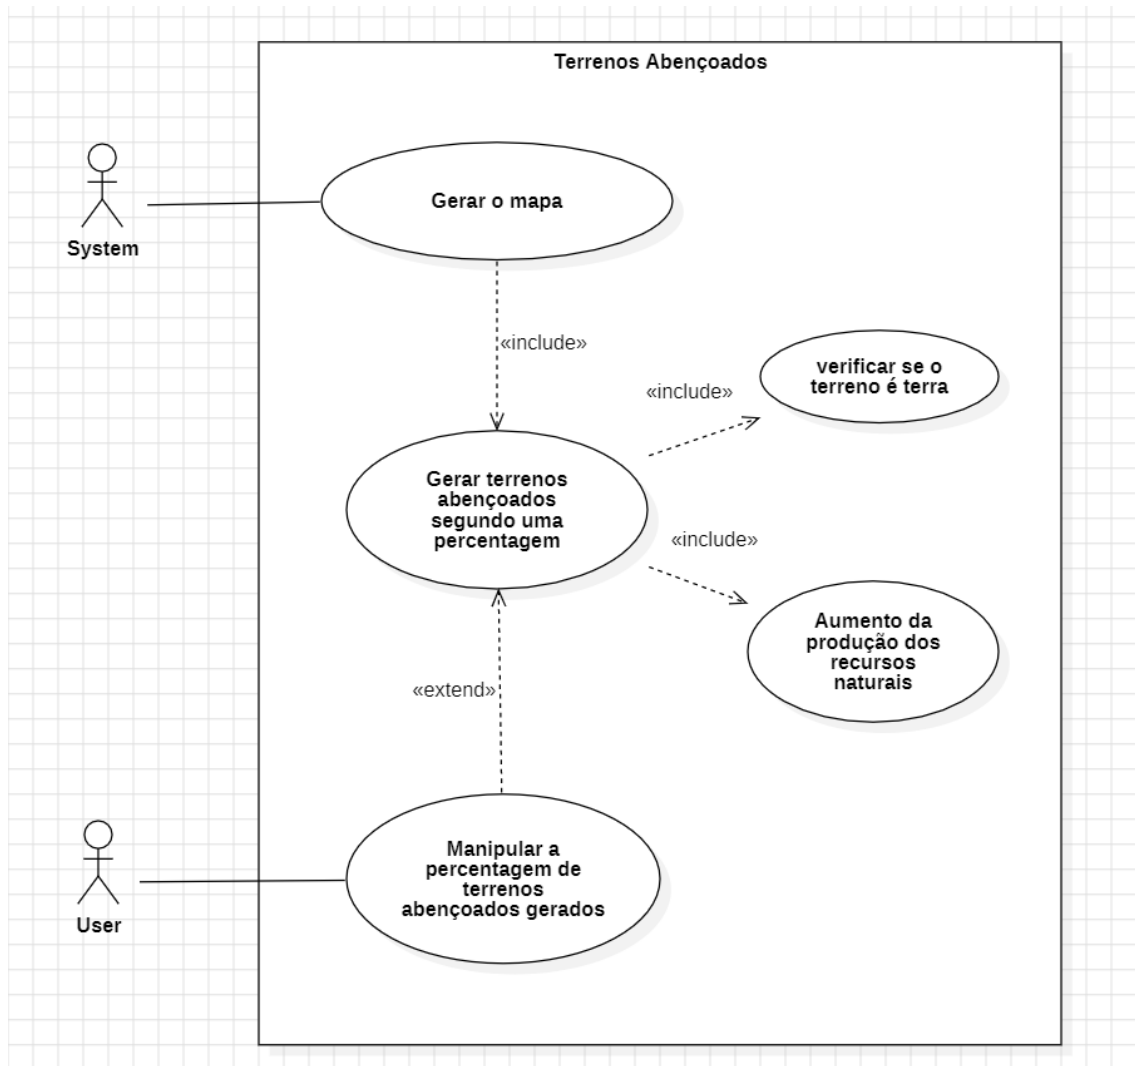 Terrenos Abençoados
Gerar o mapa
System
«include»
verificar se o
terreno é terra
«include»
Gerar terrenos
abençoados
segundo uma
percentagem
«include»
Aumento da
produção dos
recursos
naturais
«extend»
Manipular a
percentagem de
terrenos
abençoados gerados
User